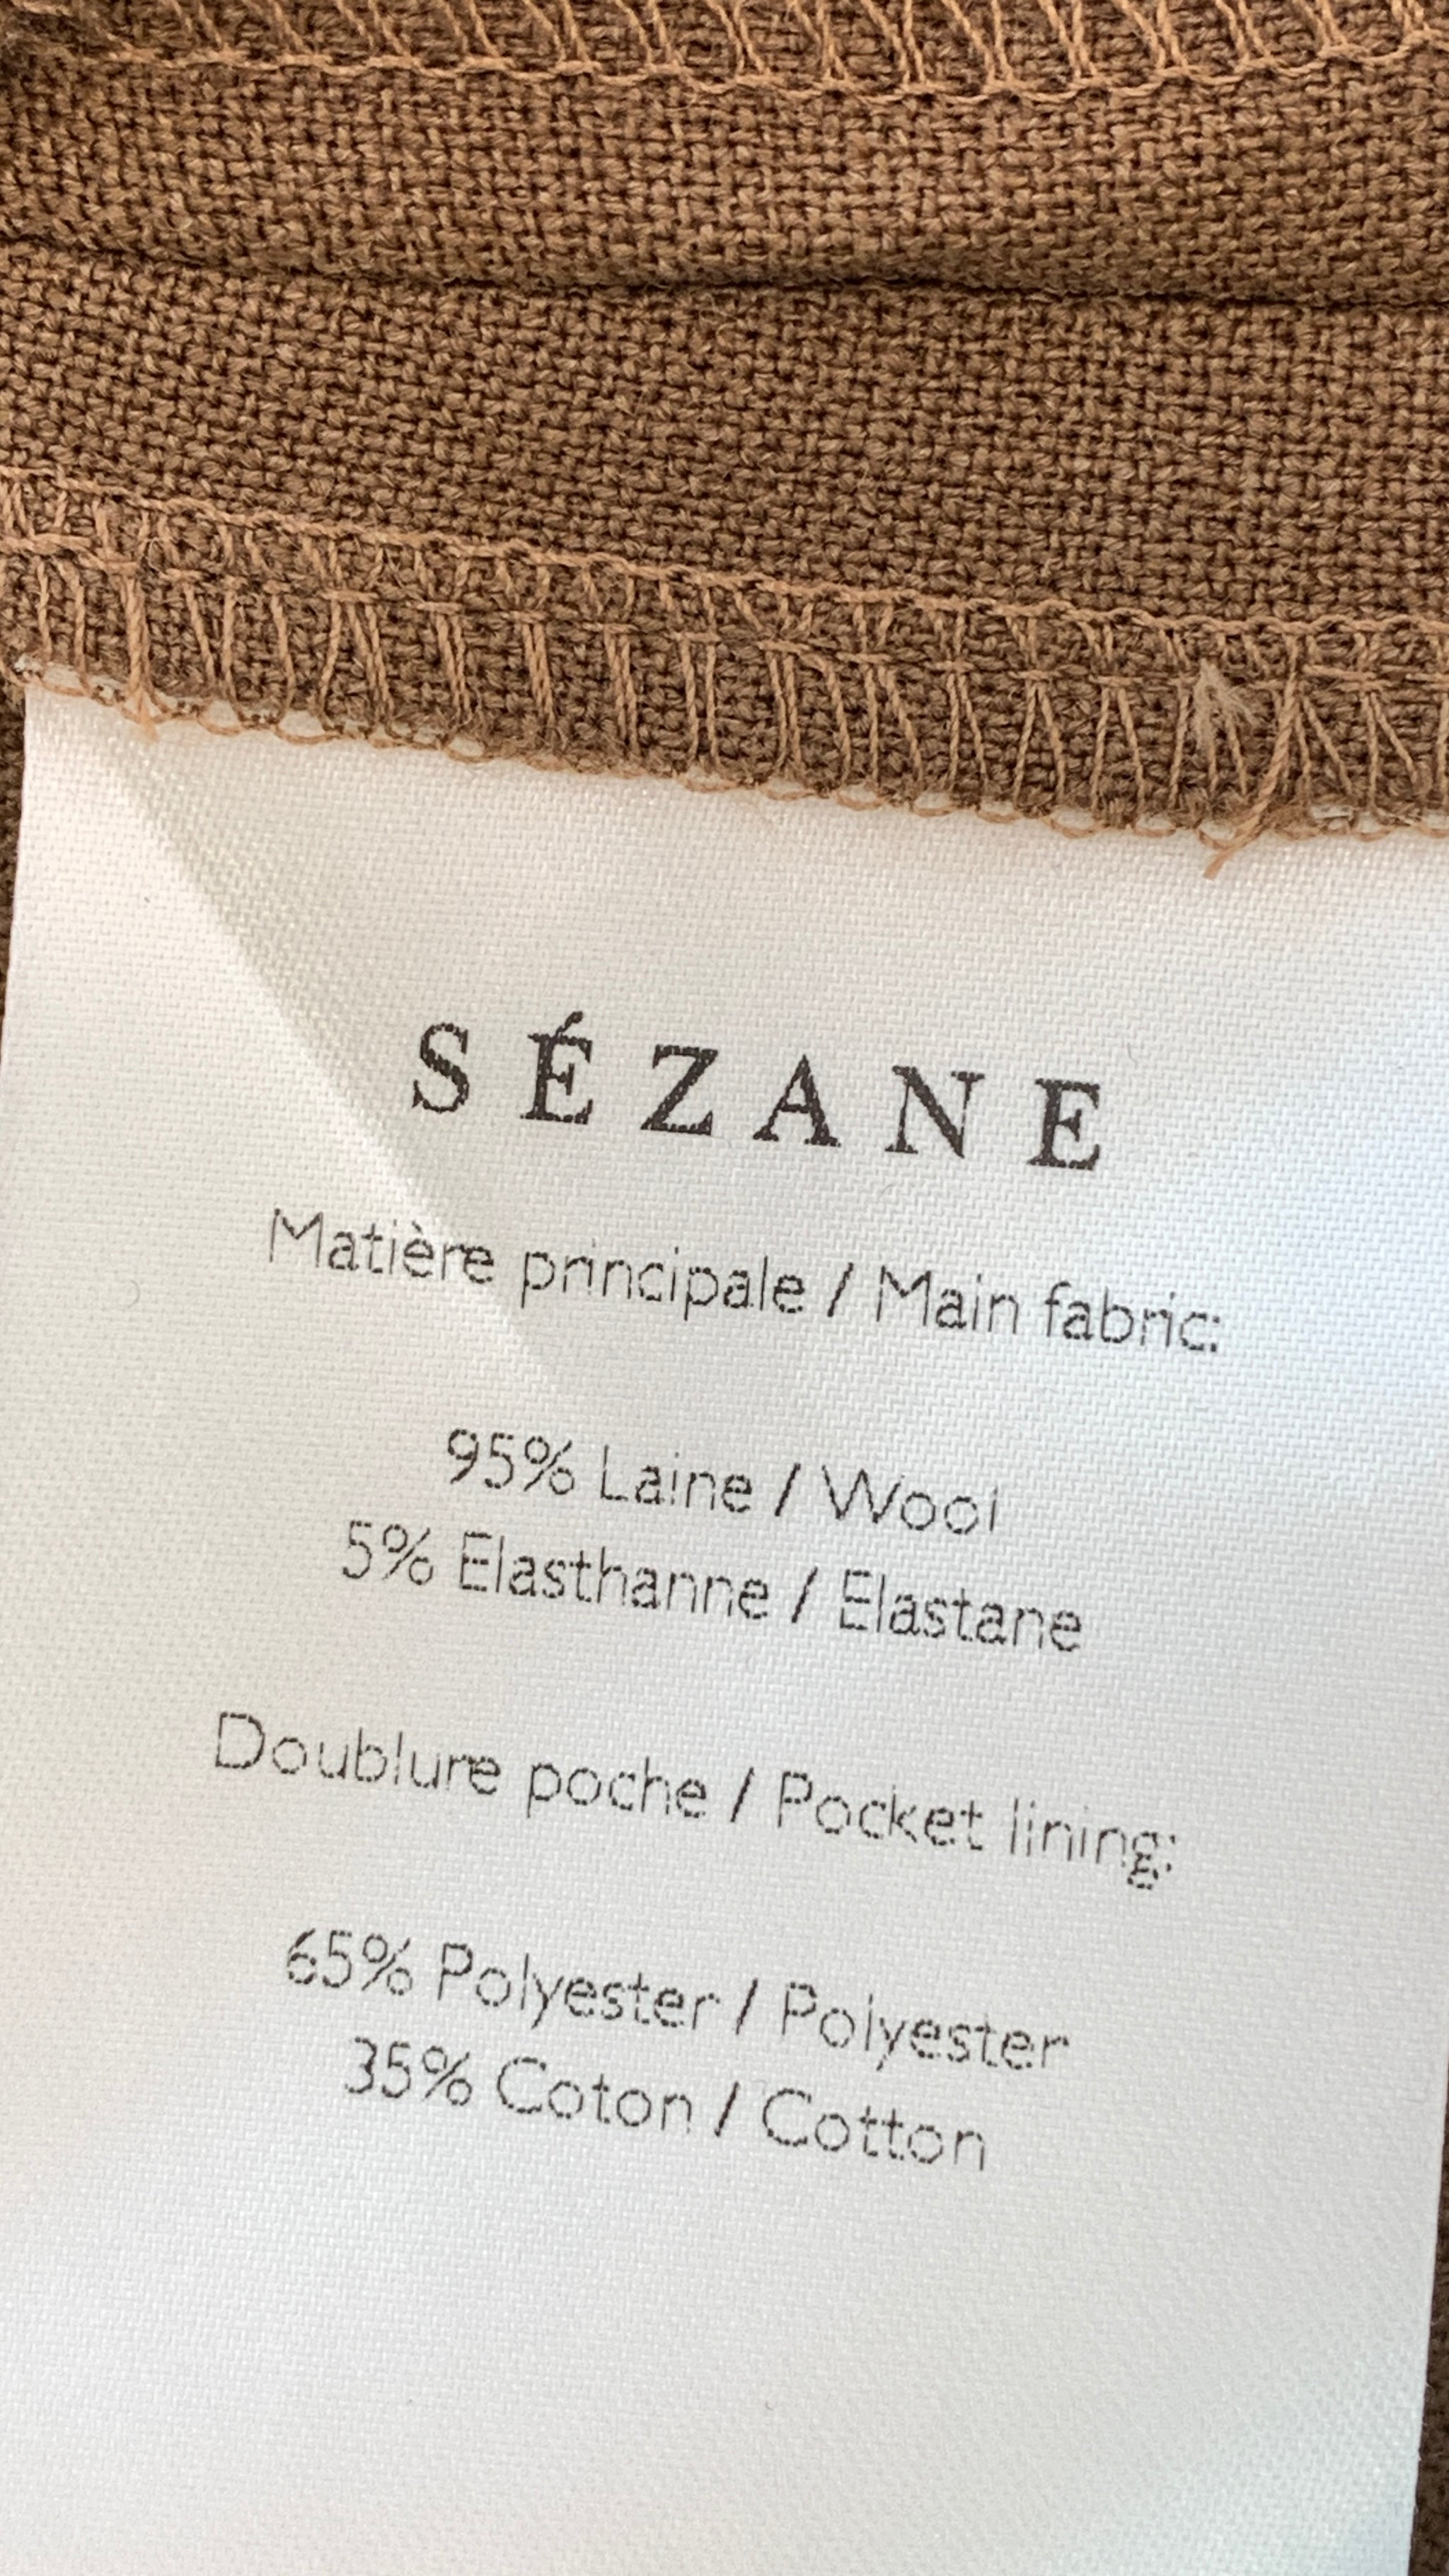 SÉZANE
Matière principale / Main fabric:
95% Laine / Wool
5% Elasthanne / Elastane
Doublure poche / Pocket lining:
65% Polyester / Polyester
35% Coton / Cotton